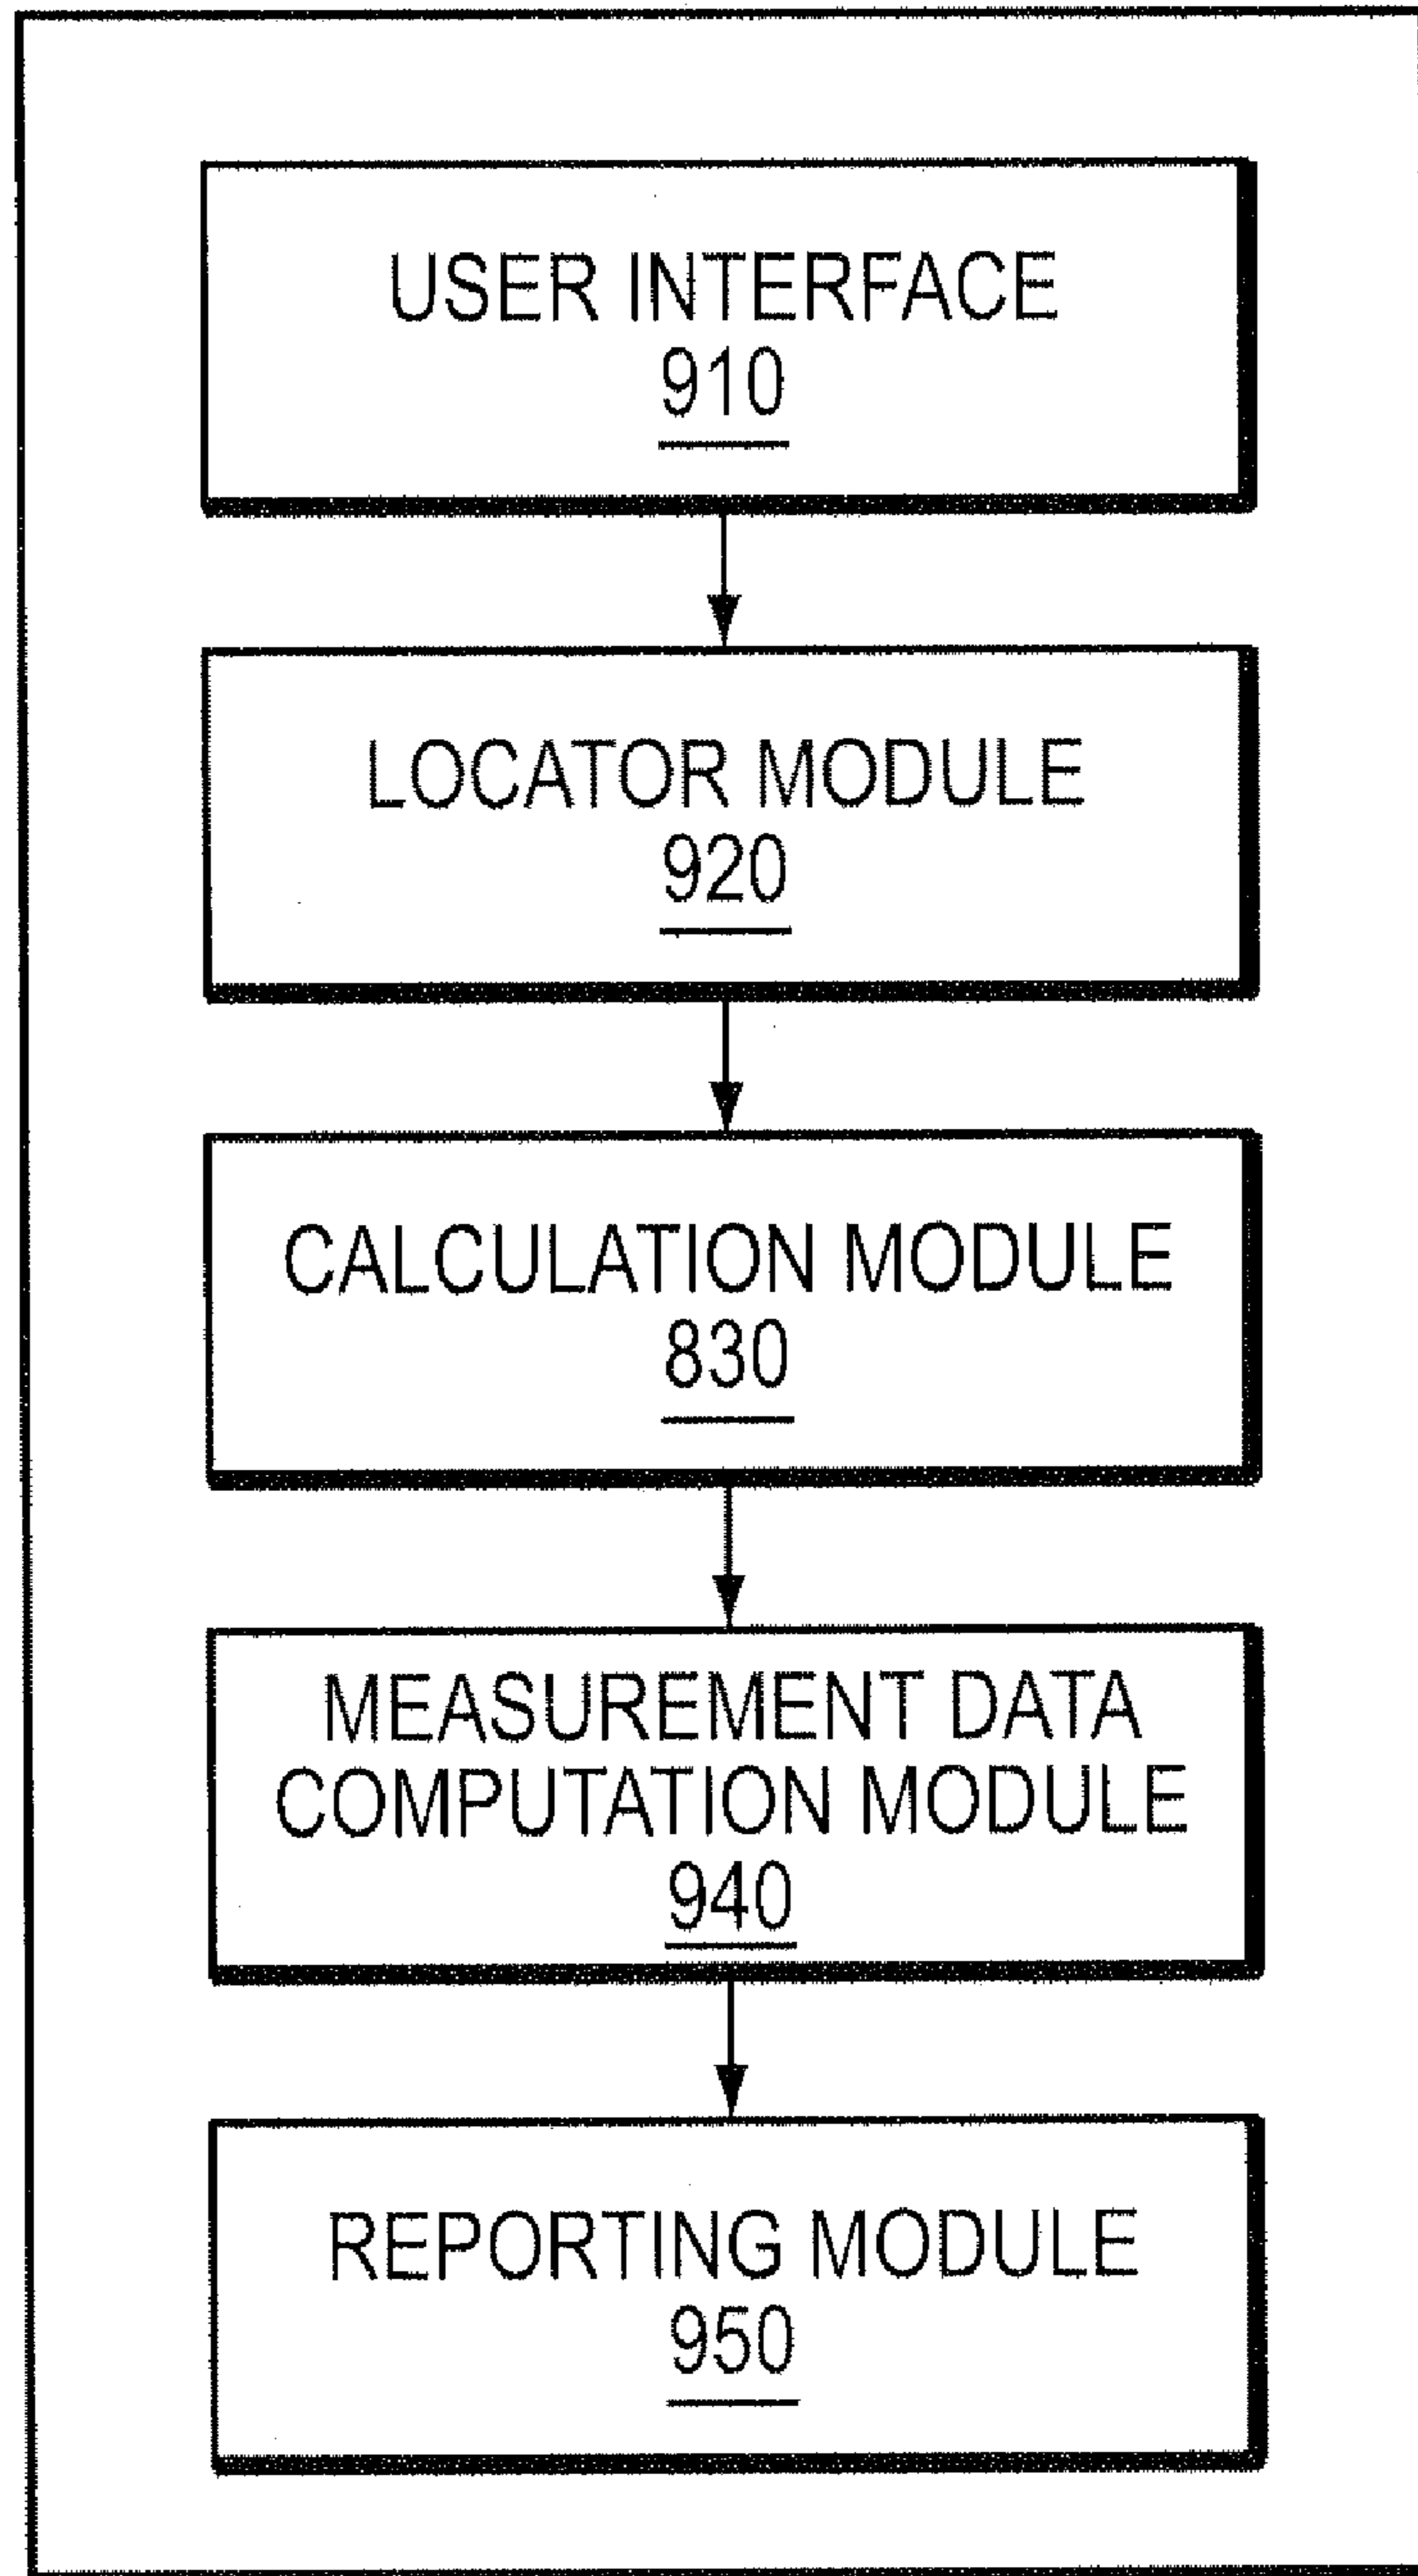 USER INTERFACE
910
LOCATOR MODULE
920
CALCULATION MODULE
830
MEASUREMENT DATA
COMPUTATION MODULE
940
REPORTING MODULE
950